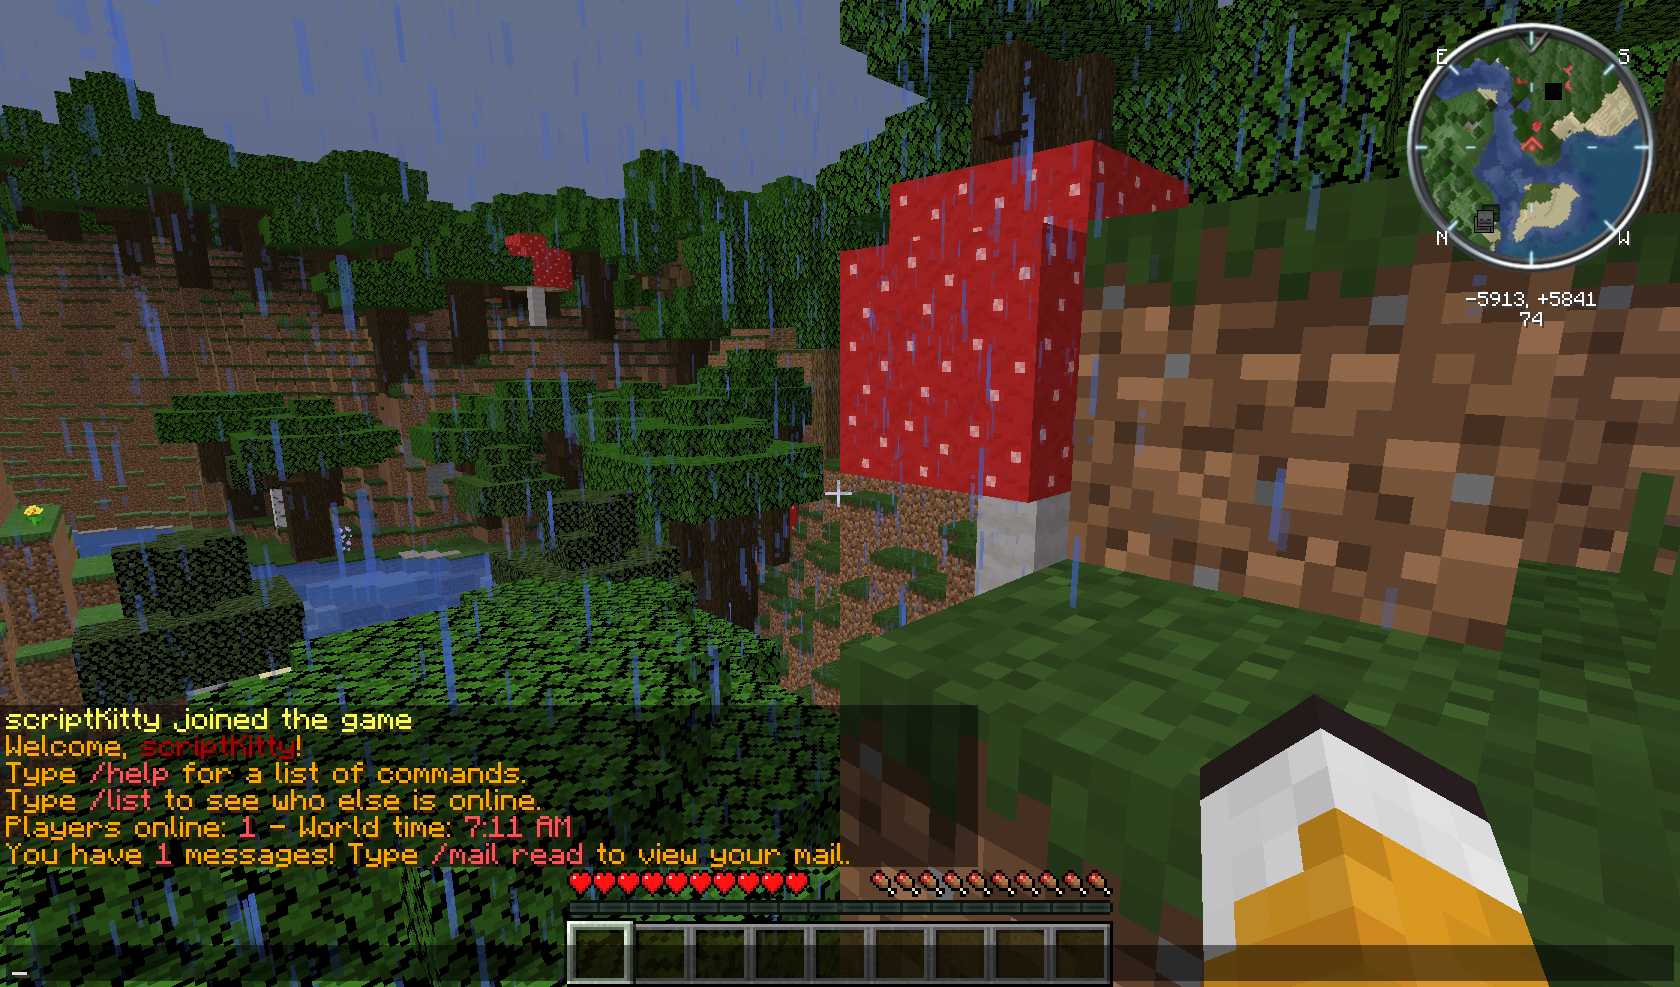 E S
N W
-5913, +5841
74
scriptKitty joined the game
Welcome, scriptKitty!
Type /help for a list of commands.
Type /list to see who else is online.
Players online: 1 - World time: 7:11 AM
You have 1 messages! Type /mail read to view your mail.
_